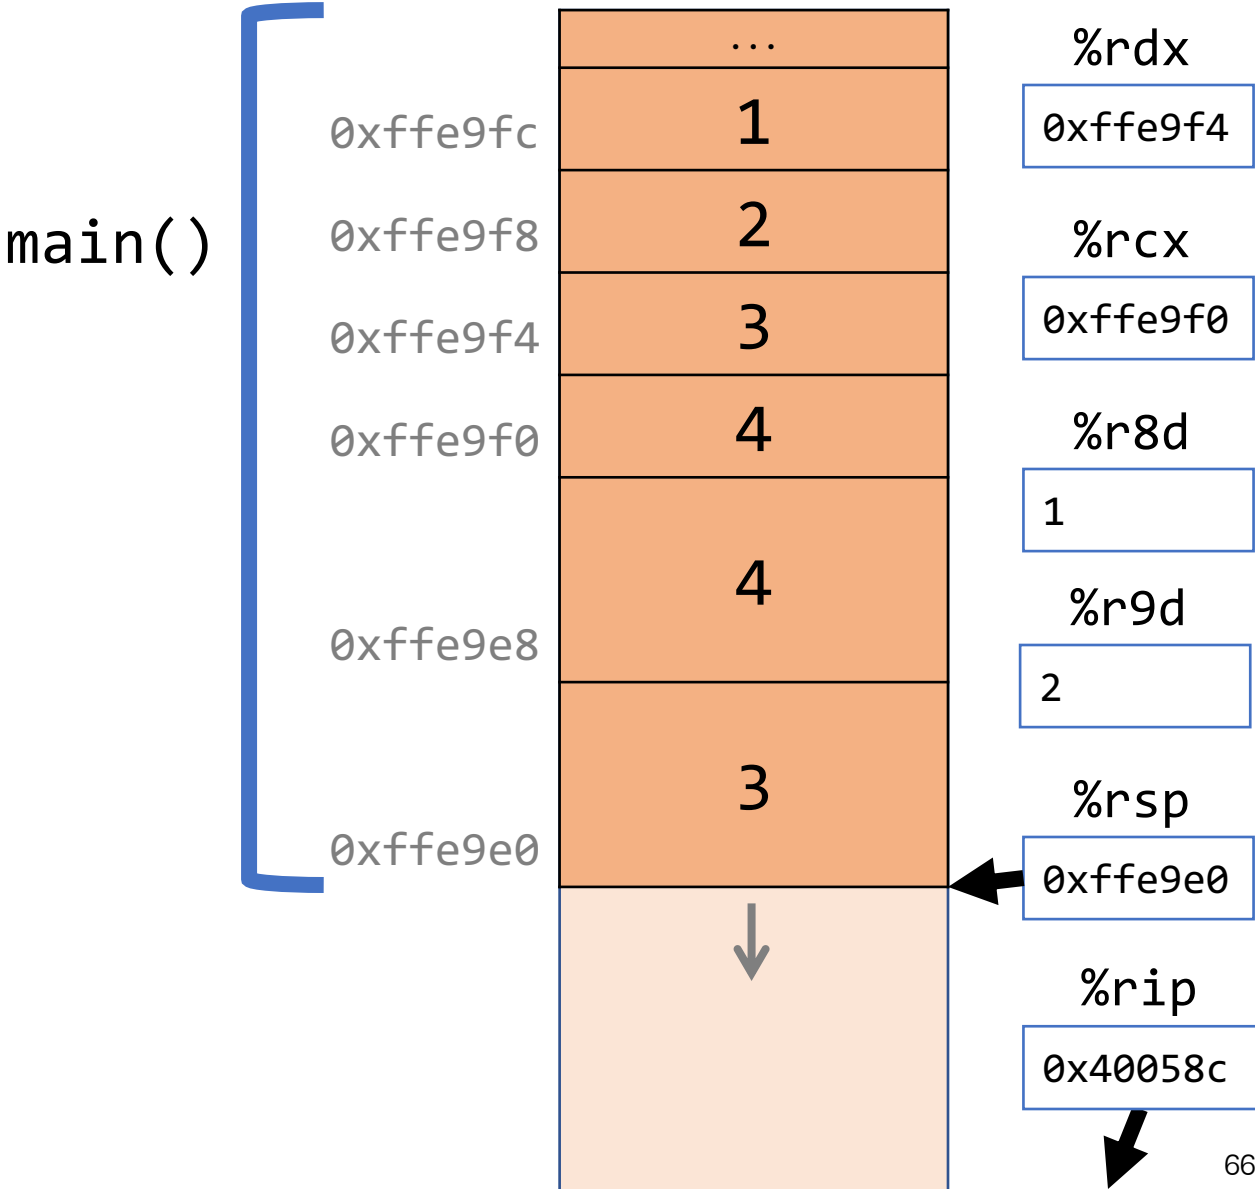 main()
...
0xffe9fc
1
0xffe9f8
2
0xffe9f4
3
0xffe9f0
4
0xffe9e8
4
0xffe9e0
3
%rdx
0xffe9f4
%rcx
0xffe9f0
%r8d
1
%r9d
2
%rsp
0xffe9e0
%rip
0x40058c
66